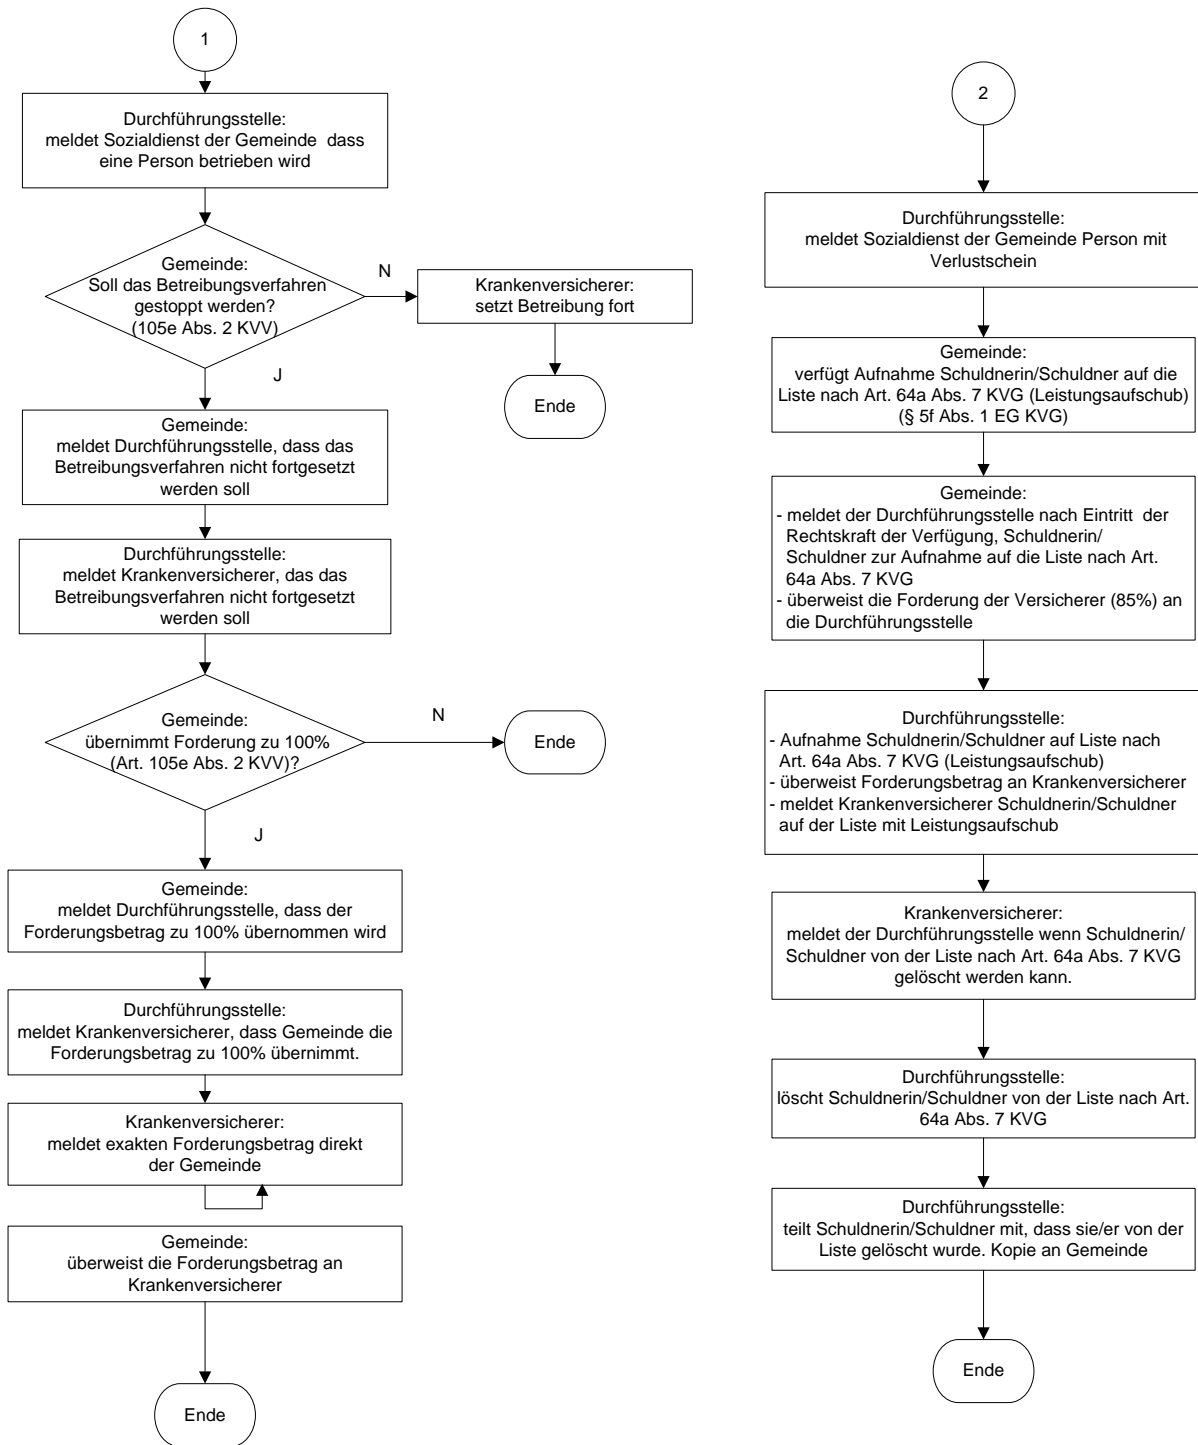 1
Durchführungsstelle:
meldet Sozialdienst der Gemeinde dass
eine Person betrieben wird
Gemeinde:
Soll das Betreibungsverfahren
gestoppt werden?
(105e Abs. 2 KVV)
N
Krankenversicherer:
setzt Betreibung fort
Ende
J
Gemeinde:
meldet Durchführungsstelle, dass das
Betreibungsverfahren nicht fortgesetzt
werden soll
Durchführungsstelle:
meldet Krankenversicherer, das das
Betreibungsverfahren nicht fortgesetzt
werden soll
Gemeinde:
übernimmt Forderung zu 100%
(Art. 105e Abs. 2 KVV)?
N
Ende
J
Gemeinde:
meldet Durchführungsstelle, dass der
Forderungsbetrag zu 100% übernommen wird
Durchführungsstelle:
meldet Krankenversicherer, dass Gemeinde die
Forderungsbetrag zu 100% übernimmt.
Krankenversicherer:
meldet exakten Forderungsbetrag direkt
der Gemeinde
Gemeinde:
überweist die Forderungsbetrag an
Krankenversicherer
Ende
2
Durchführungsstelle:
meldet Sozialdienst der Gemeinde Person mit
Verlustschein
Gemeinde:
verfügt Aufnahme Schuldnerin/Schuldner auf die
Liste nach Art. 64a Abs. 7 KVG (Leistungsaufschub)
(§ 5f Abs. 1 EG KVG)
Gemeinde:
- meldet der Durchführungsstelle nach Eintritt der
Rechtskraft der Verfügung, Schuldnerin/
Schuldner zur Aufnahme auf die Liste nach Art.
64a Abs. 7 KVG
- überweist die Forderung der Versicherer (85%) an
die Durchführungsstelle
Durchführungsstelle:
- Aufnahme Schuldnerin/Schuldner auf Liste nach
Art. 64a Abs. 7 KVG (Leistungsaufschub)
- überweist Forderungsbetrag an Krankenversicherer
- meldet Krankenversicherer Schuldnerin/Schuldner
auf der Liste mit Leistungsaufschub
Krankenversicherer:
meldet der Durchführungsstelle wenn Schuldnerin/
Schuldner von der Liste nach Art. 64a Abs. 7 KVG
gelöscht werden kann.
Durchführungsstelle:
löscht Schuldnerin/Schuldner von der Liste nach Art.
64a Abs. 7 KVG
Durchführungsstelle:
teilt Schuldnerin/Schuldner mit, dass sie/er von der
Liste gelöscht wurde. Kopie an Gemeinde
Ende